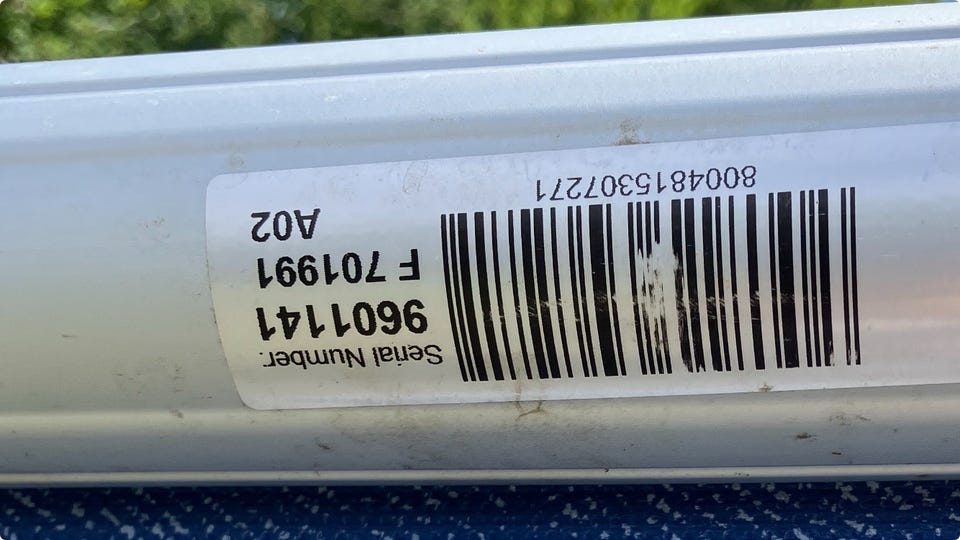 Serial Number:
9601141
F 701991
A02
8004815307271